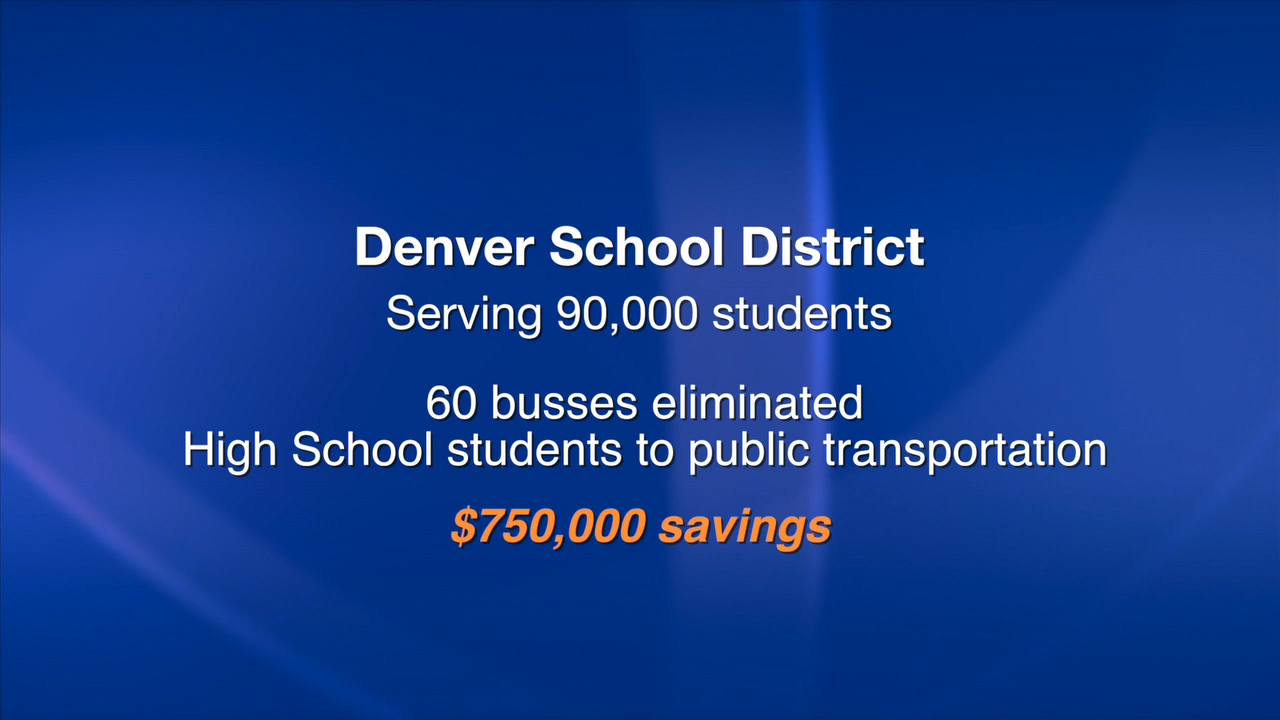 Denver School District
Serving 90,000 students
60 busses eliminated
High School students to public transportation
$750,000 savings